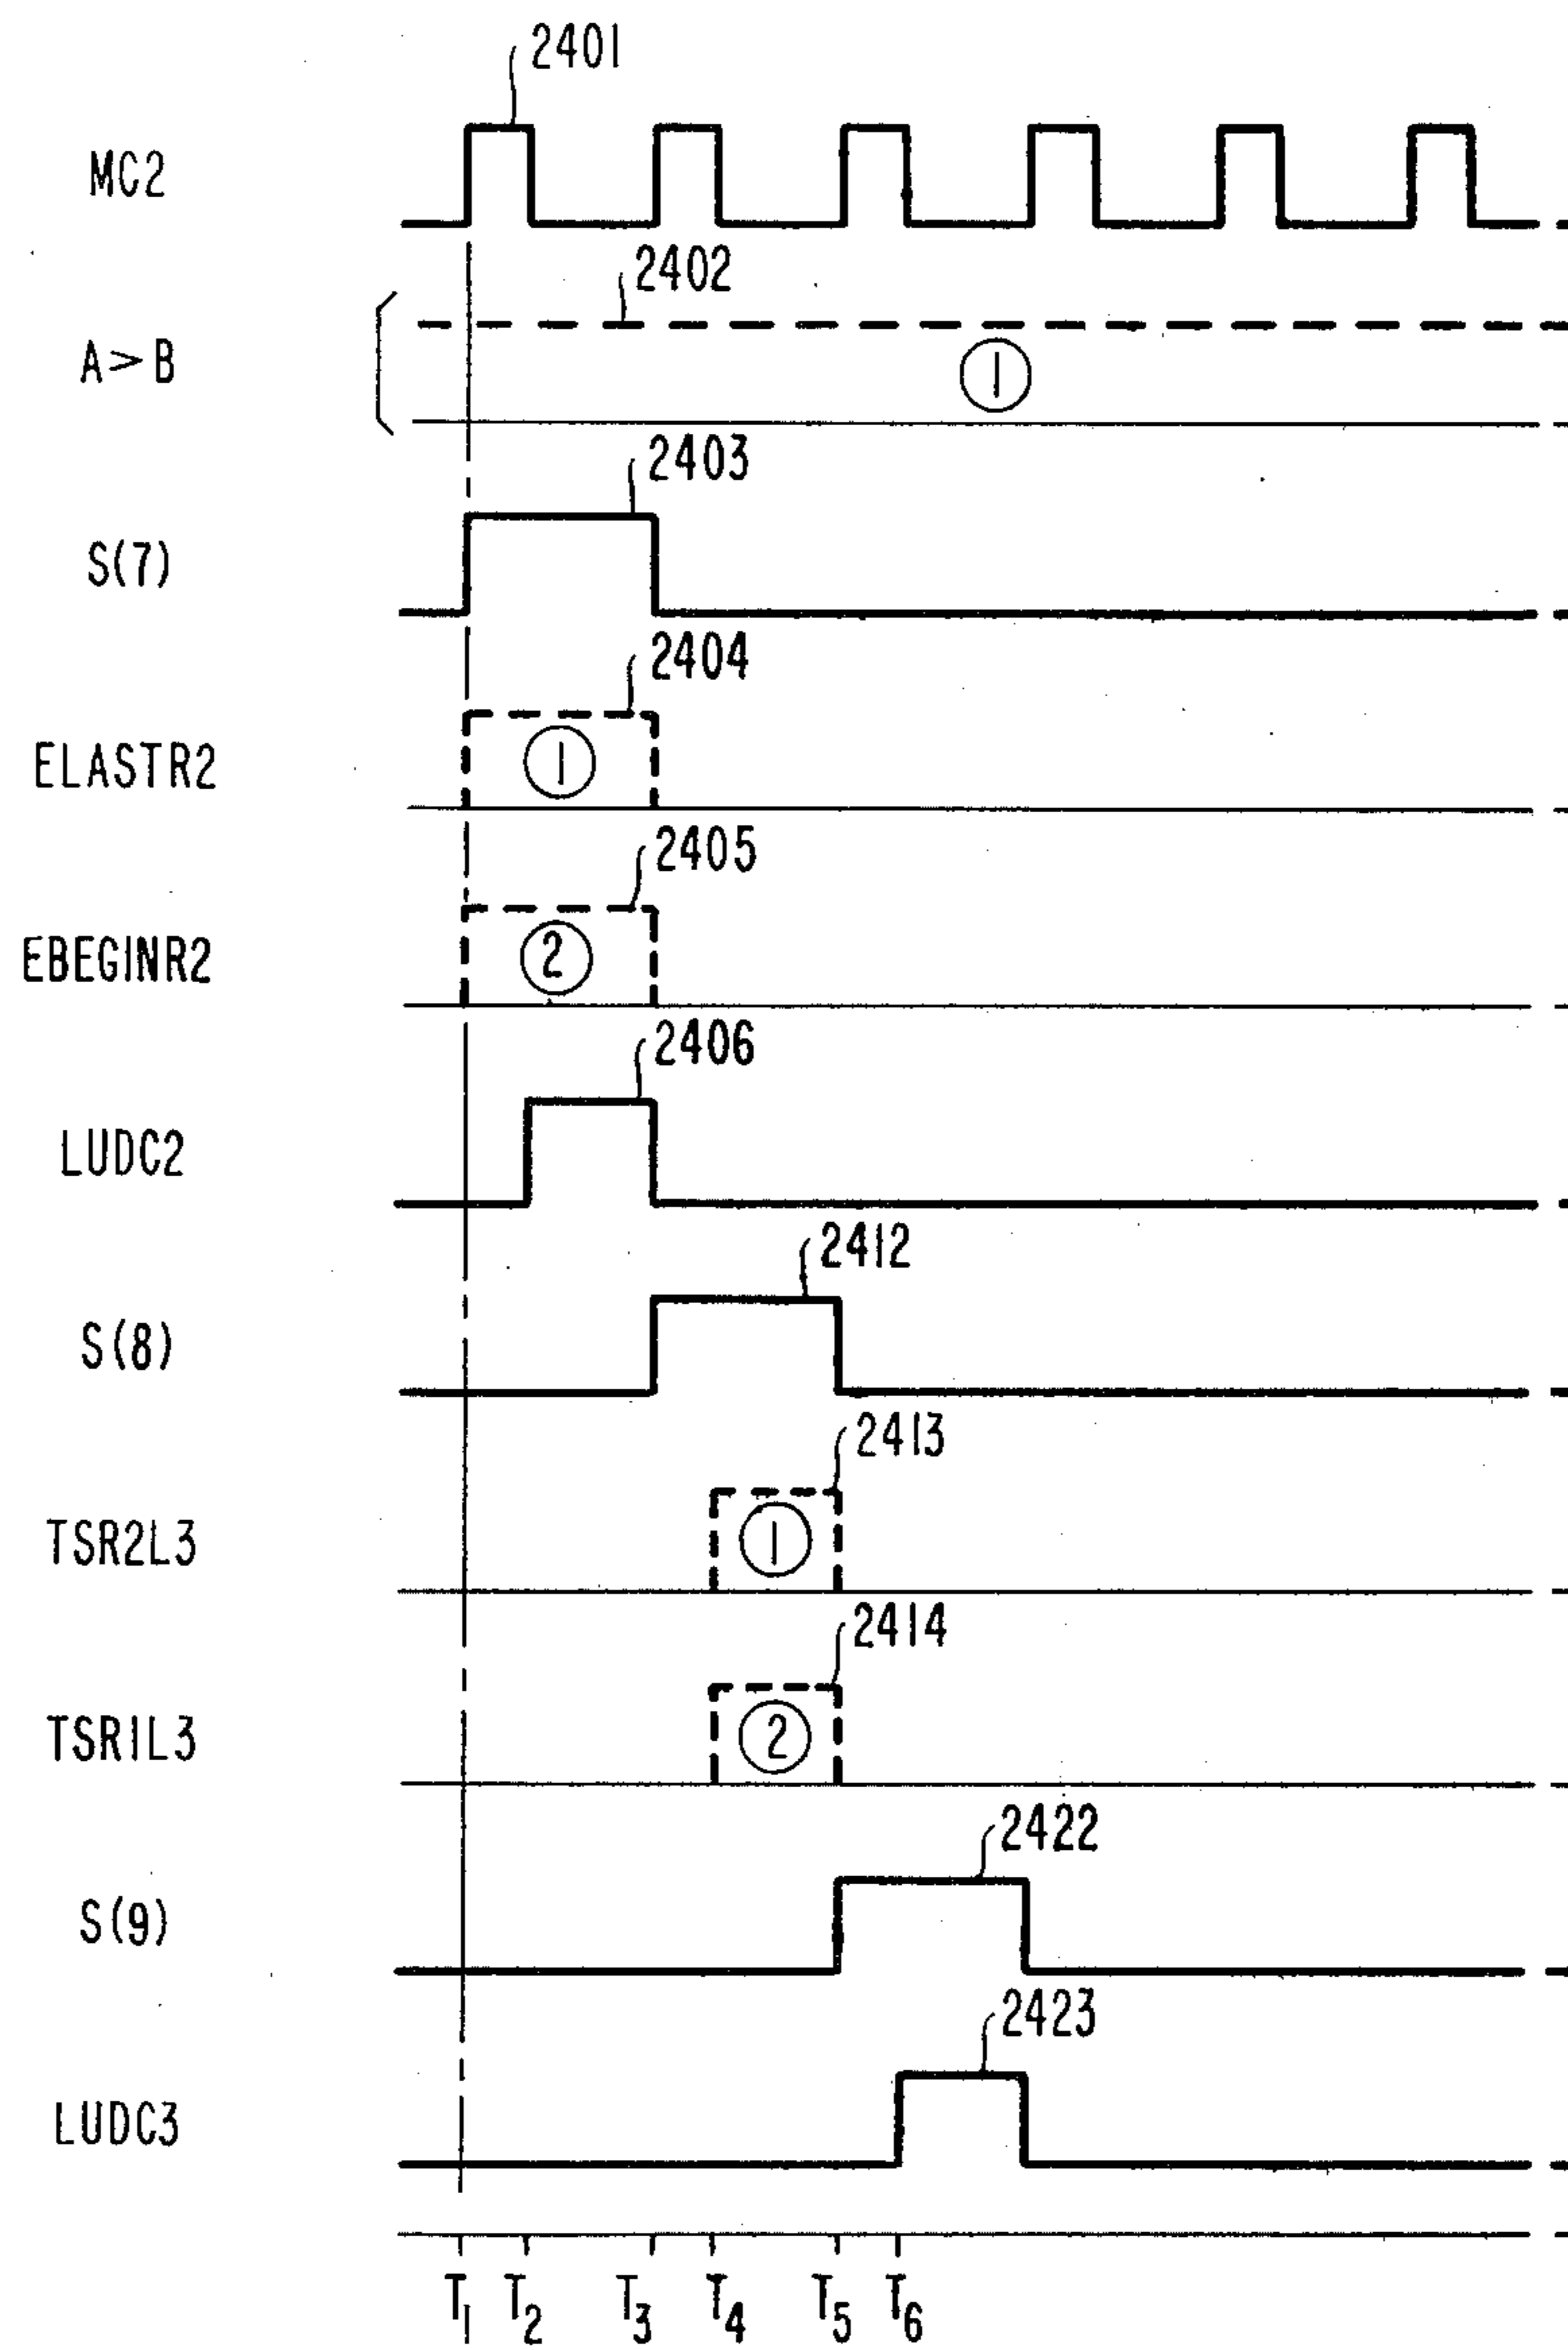 2401
MC2
2402
A>B
①
2403
S(7)
2404
ELASTR2
①
2405
EBEGINR2
②
2406
LUDC2
2412
S(8)
2413
TSR2L3
①
2414
TSR1L3
②
2422
S(9)
2423
LUDC3
T1 T2 T3 T4 T5 T6